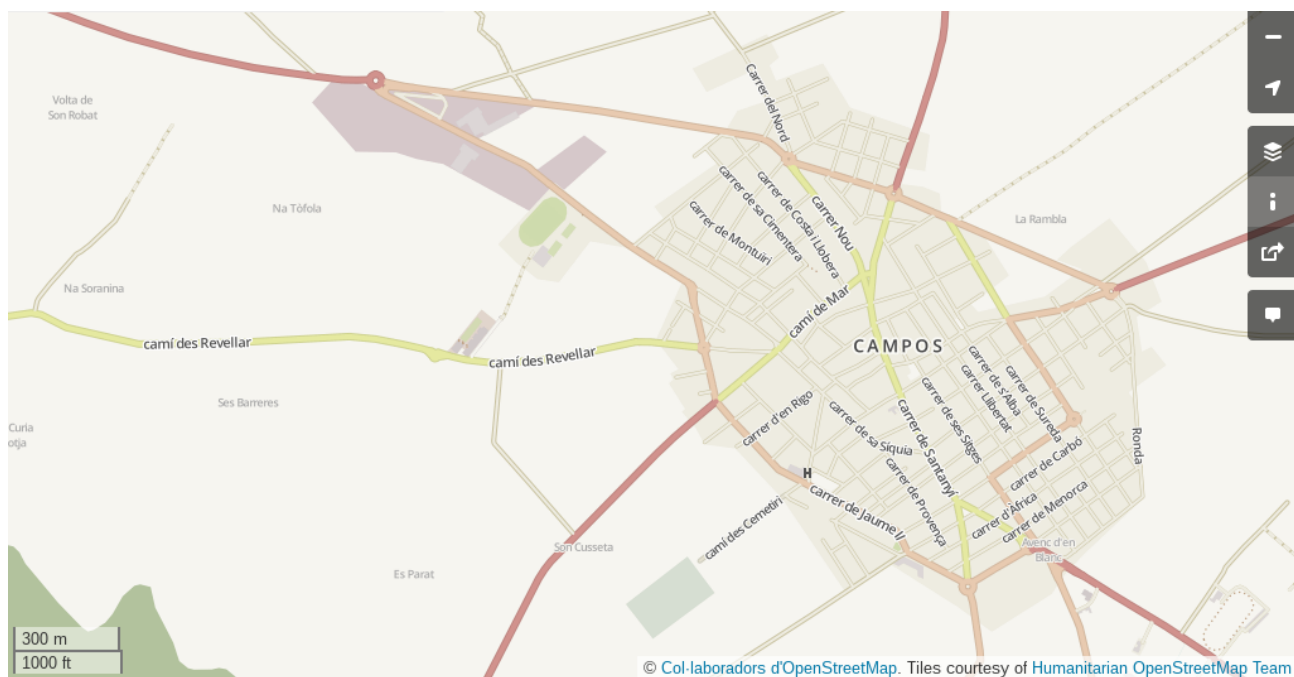 Volta de
Son Robat
Carrer del Nord
Na Tòfola
carrer de sa Cimentera
carrer de Costa i Llobera
carrer Nou
carrer de Montuïri
La Rambla
Na Soranina
camí de Mar
camí des Revellar
camí des Revellar
CAMPOS
Ses Barreres
carrer d'en Rigo
carrer de sa Síquia
carrer de ses Sitges
carrer Llibertat
carrer de s'Alba
carrer de Sureda
Ronda
Curia
otja
carrer de Santanyí
carrer de Carbó
H
carrer de Jaume II
carrer de Provença
carrer d'Àfrica
carrer de Menorca
camí des Cemetiri
Son Cusseta
Avenc d'en
Blanc
Es Parat
300 m
1000 ft
© Col·laboradors d'OpenStreetMap. Tiles courtesy of Humanitarian OpenStreetMap Team